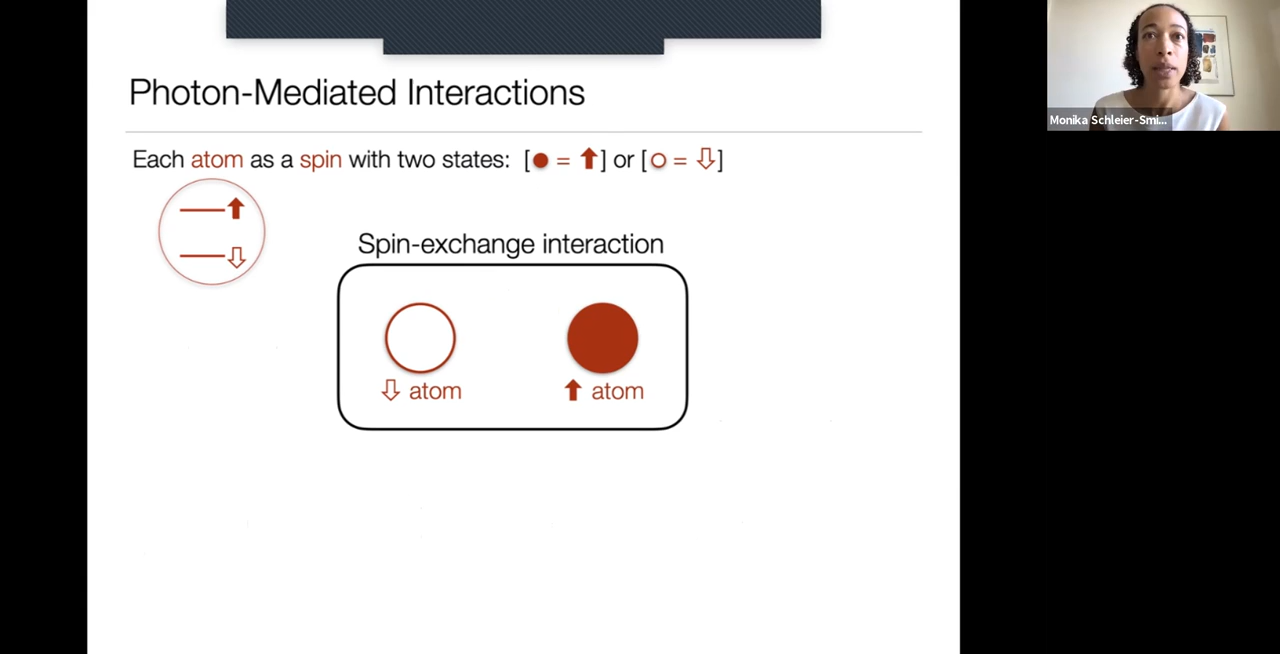 Photon-Mediated Interactions
Each atom as a spin with two states: [● = ⬆] or [○ = ⇩]
⬆
⇩
Spin-exchange interaction
⇩ atom
⬆ atom
Monika Schleier-Smi...